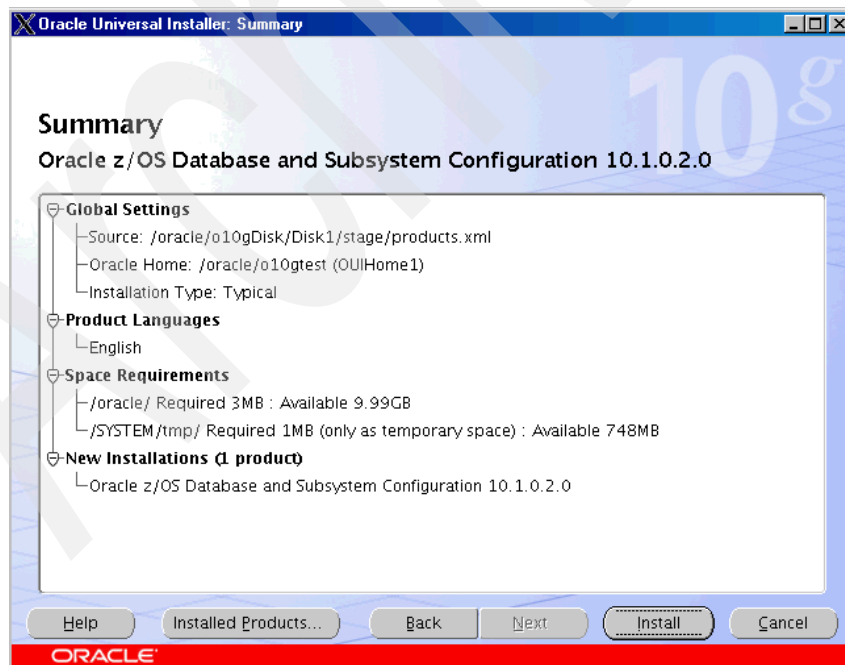 Oracle Universal Installer: Summary
10g
Summary
Oracle z/OS Database and Subsystem Configuration 10.1.0.2.0
Global Settings
Source: /oracle/o10gDisk/Disk1/stage/products.xml
Oracle Home: /oracle/o10gtest (OUIHome1)
Installation Type: Typical
Product Languages
English
Space Requirements
/oracle/ Required 3MB : Available 9.99GB
/SYSTEM/tmp/ Required 1MB (only as temporary space) : Available 748MB
New Installations (1 product)
Oracle z/OS Database and Subsystem Configuration 10.1.0.2.0
Help Installed Products... Back Next Install Cancel
ORACLE